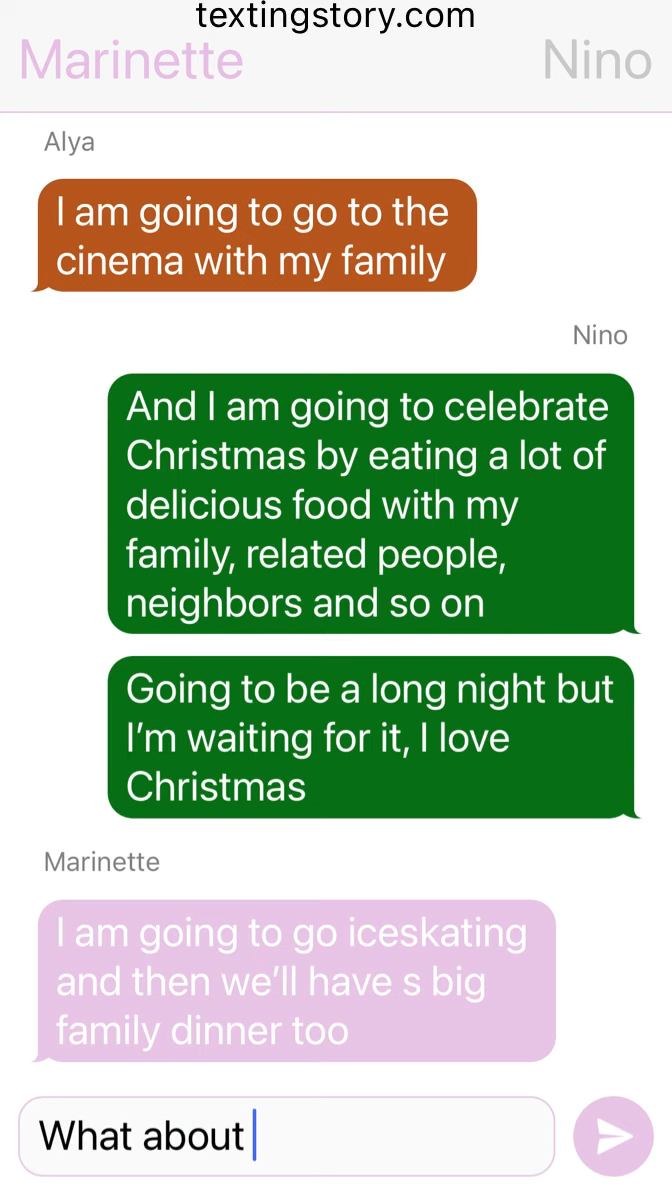 textingstory.com
Marinette Nino
Alya
I am going to go to the
cinema with my family
Nino
And I am going to celebrate
Christmas by eating a lot of
delicious food with my
family, related people,
neighbors and so on
Going to be a long night but
I’m waiting for it, I love
Christmas
Marinette
I am going to go iceskating
and then we’ll have s big
family dinner too
What about